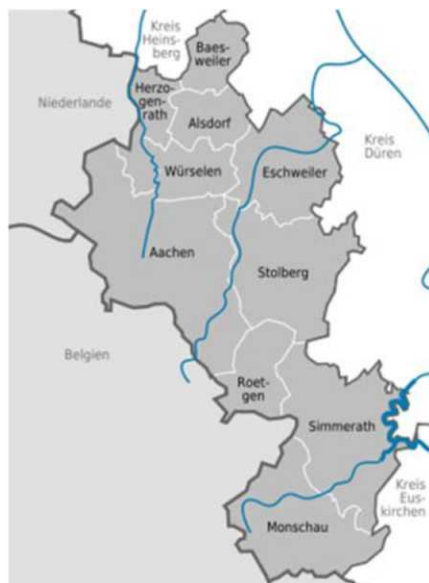 Kreis
Heins-
berg
Baes-
weiler
Niederlande
Herzo-
gen-
rath
Alsdorf
Kreis
Düren
Würselen
Eschweiler
Aachen
Stolberg
Belgien
Roet-
gen
Simmerath
Kreis
Eus-
kirchen
Monschau